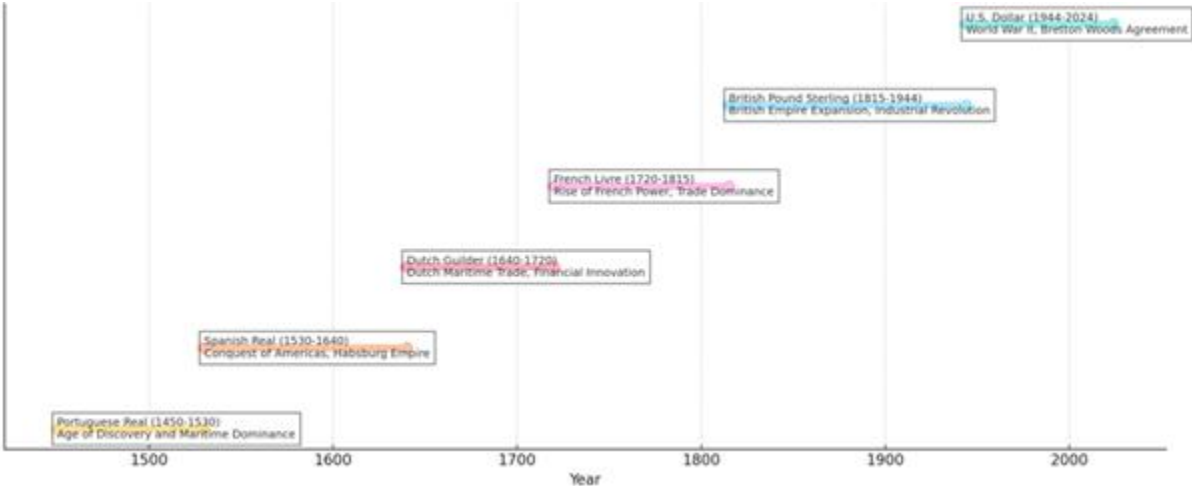 U.S. Dollar (1944-2024)
World War II, Bretton Woods Agreement
British Pound Sterling (1815-1944)
British Empire Expansion, Industrial Revolution
French Livre (1720-1815)
Rise of French Power, Trade Dominance
Dutch Guilder (1640-1720)
Dutch Maritime Trade, Financial Innovation
Spanish Real (1530-1640)
Conquest of Americas, Habsburg Empire
Portuguese Real (1450-1530)
Age of Discovery and Maritime Dominance
1500 1600 1700 1800 1900 2000
Year